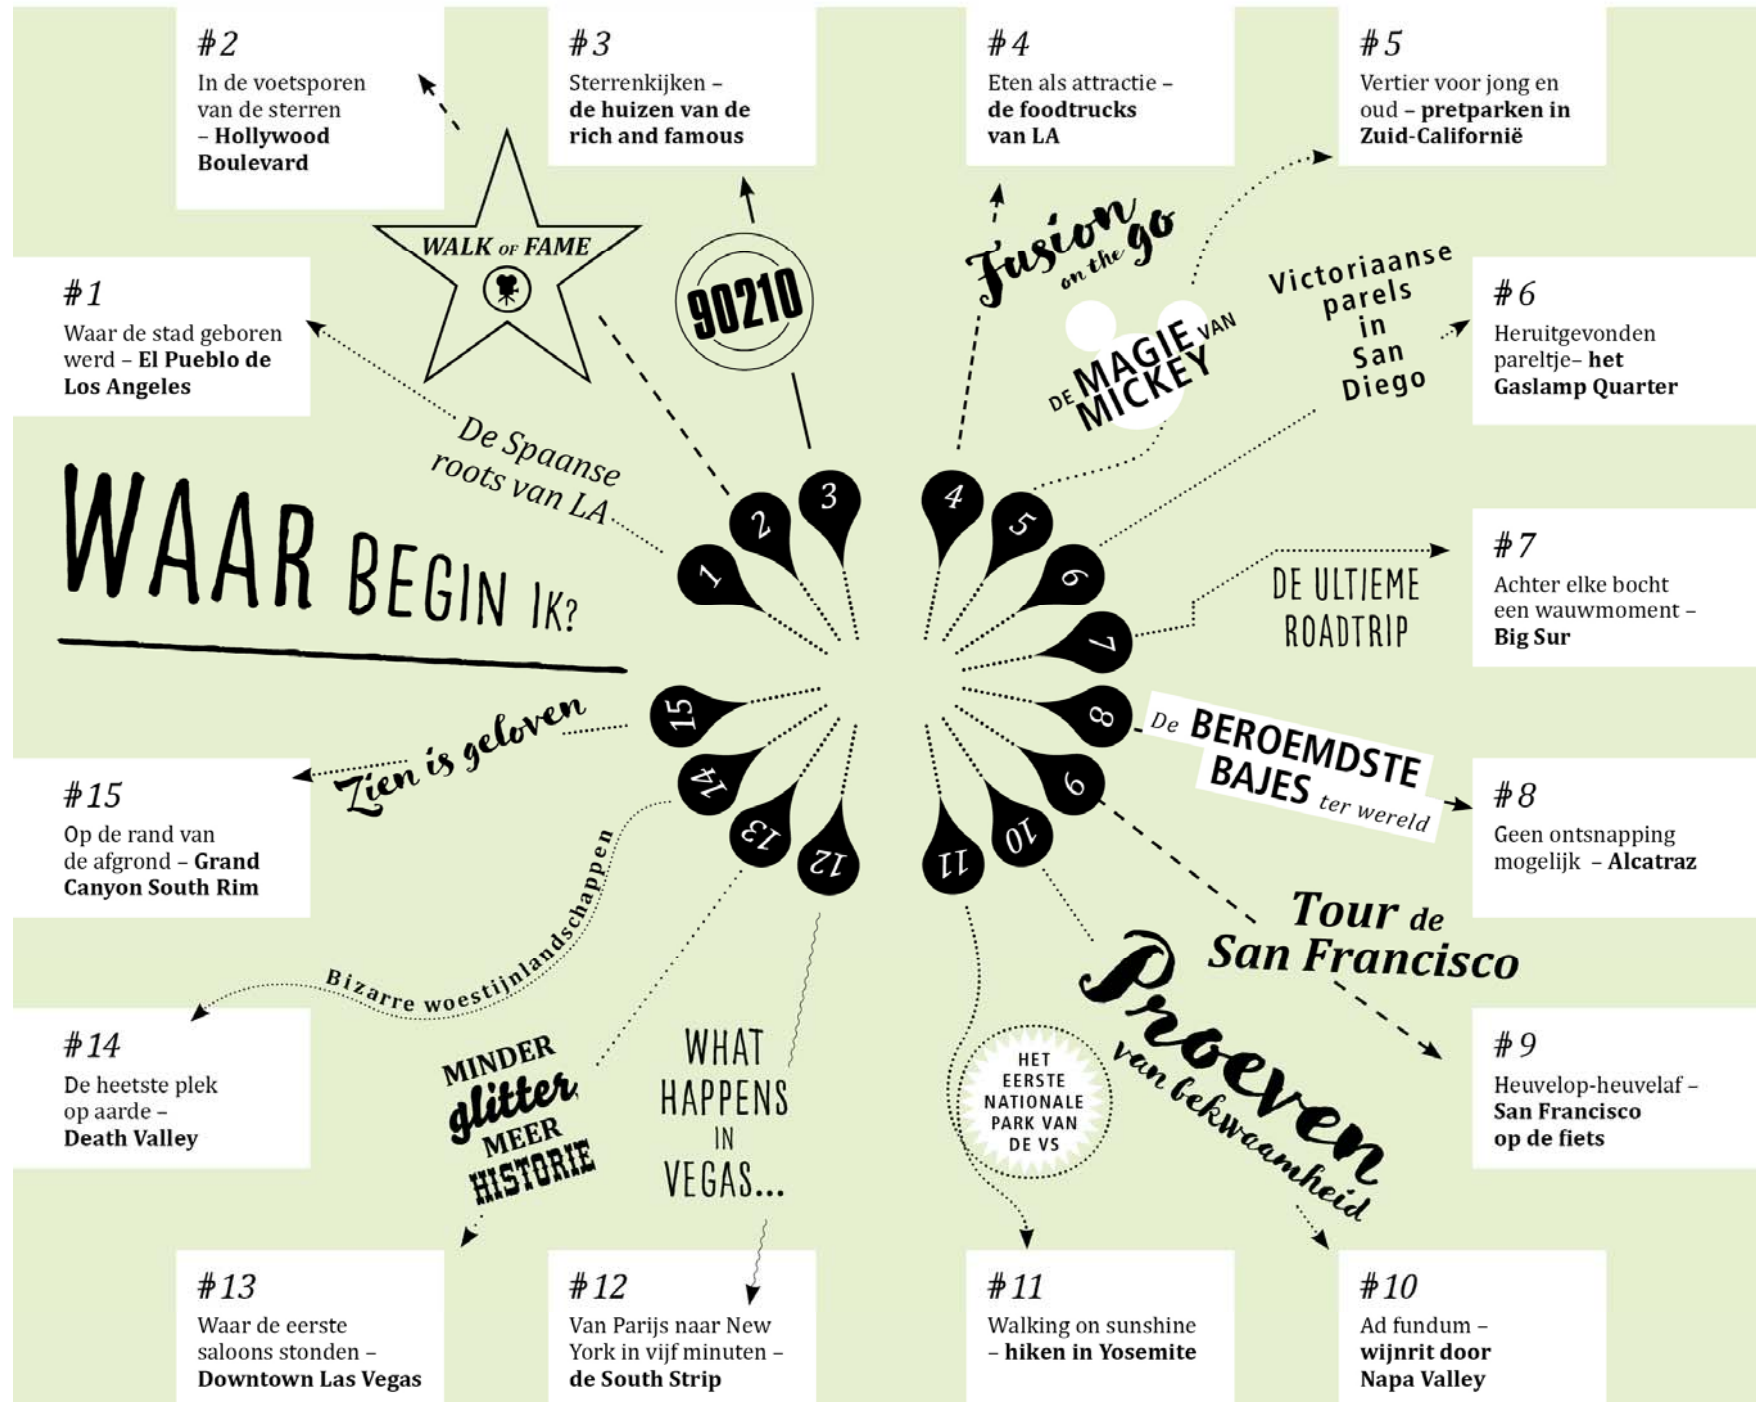 #2
In de voetsporen
van de sterren
– Hollywood
Boulevard
#3
Sterrenkijken –
de huizen van de
rich and famous
#4
Eten als attractie –
de foodtrucks
van LA
#5
Vertier voor jong en
oud – pretparken in
Zuid-Californië
WALK OF FAME
90210
Fusion
on the go
DE MAGIE VAN
MICKEY
Victoriaanse
parels
in
San
Diego
#1
Waar de stad geboren
werd – El Pueblo de
Los Angeles
#6
Heruitgevonden
pareltje– het
Gaslamp Quarter
De Spaanse
roots van LA
WAAR BEGIN IK?
1
2
3
4
5
6
7
8
9
10
11
12
13
14
15
DE ULTIEME
ROADTRIP
#7
Achter elke bocht
een wauwmoment –
Big Sur
De BEROEMDSTE
BAJES ter wereld
#8
Geen ontsnapping
mogelijk – Alcatraz
Zien is geloven
#15
Op de rand van
de afgrond – Grand
Canyon South Rim
Tour de
San Francisco
Bizarre woestijnlandschappen
#14
De heetste plek
op aarde –
Death Valley
MINDER
glitter,
MEER
HISTORIE
WHAT
HAPPENS
IN
VEGAS...
HET
EERSTE
NATIONALE
PARK VAN
DE VS
Proeven
van bekwaamheid
#9
Heuvelop-heuvelaf –
San Francisco
op de fiets
#13
Waar de eerste
saloons stonden –
Downtown Las Vegas
#12
Van Parijs naar New
York in vijf minuten –
de South Strip
#11
Walking on sunshine
– hiken in Yosemite
#10
Ad fundum –
wijnrit door
Napa Valley